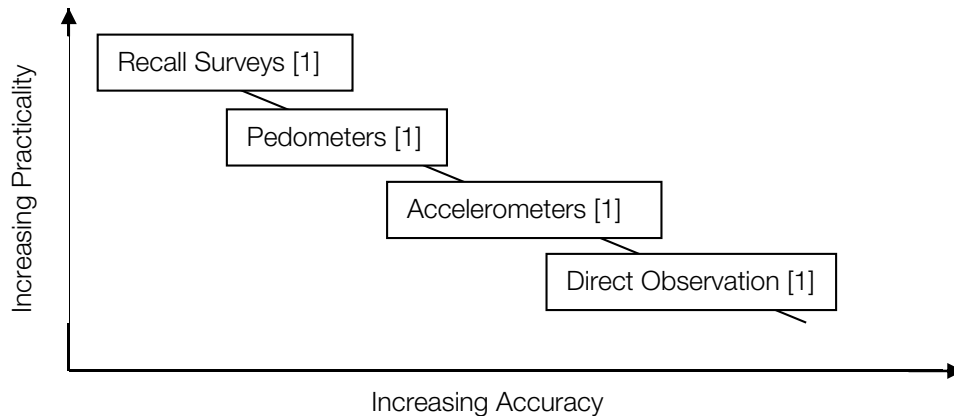 Recall Surveys [1]
Pedometers [1]
Accelerometers [1]
Direct Observation [1]
Increasing Practicality
Increasing Accuracy